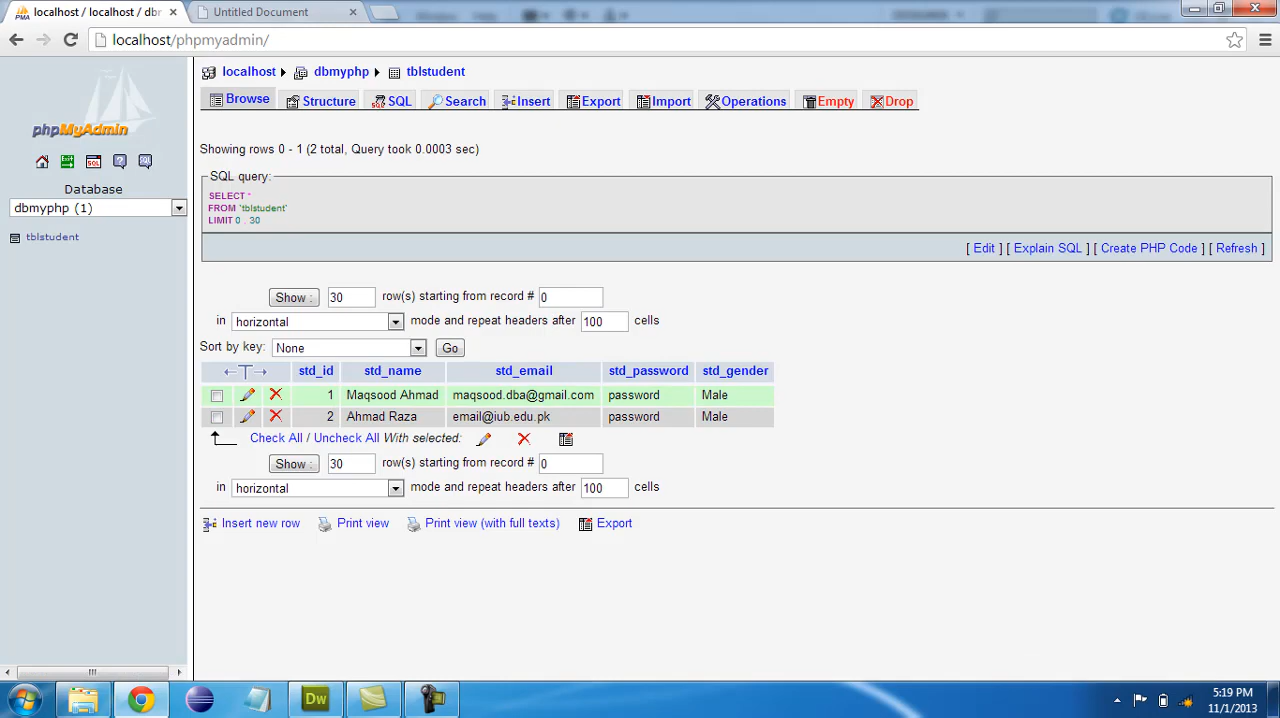 localhost / localhost / dbr
Untitled Document
localhost/phpmyadmin/
phpMyAdmin
Database
dbmyphp (1)
tblstudent
localhost dbmyphp tblstudent
Browse Structure SQL Search Insert Export Import Operations Empty Drop
Showing rows 0 - 1 (2 total, Query took 0.0003 sec)
SQL query:
SELECT *
FROM `tblstudent`
LIMIT 0 , 30
[ Edit ] [ Explain SQL ] [ Create PHP Code ] [ Refresh ]
Show : 30 row(s) starting from record # 0
in horizontal mode and repeat headers after 100 cells
Sort by key: None Go
std_id std_name std_email std_password std_gender
1 Maqsood Ahmad maqsood.dba@gmail.com password Male
2 Ahmad Raza email@iub.edu.pk password Male
Check All / Uncheck All With selected:
Show : 30 row(s) starting from record # 0
in horizontal mode and repeat headers after 100 cells
Insert new row Print view Print view (with full texts) Export
Dw
5:19 PM
11/1/2013